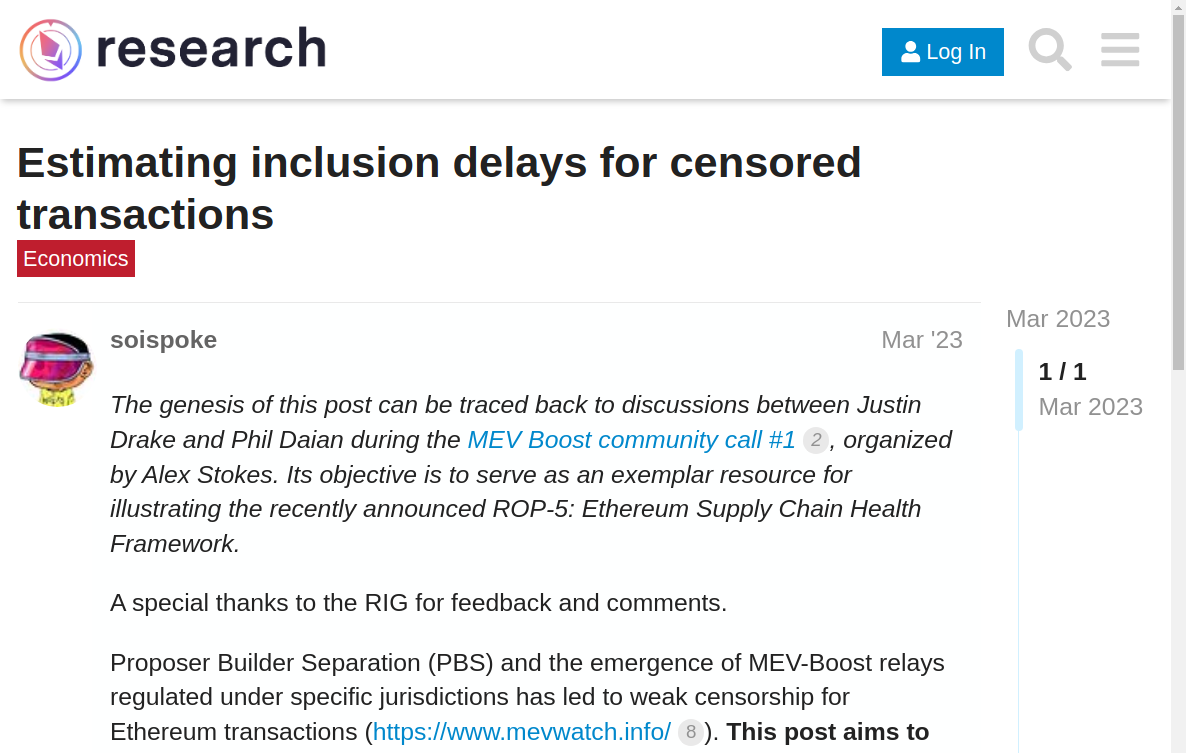 research
Log In
Estimating inclusion delays for censored
transactions
Economics
soispoke
Mar '23
The genesis of this post can be traced back to discussions between Justin
Drake and Phil Daian during the MEV Boost community call #1 2, organized
by Alex Stokes. Its objective is to serve as an exemplar resource for
illustrating the recently announced ROP-5: Ethereum Supply Chain Health
Framework.
A special thanks to the RIG for feedback and comments.
Proposer Builder Separation (PBS) and the emergence of MEV-Boost relays
regulated under specific jurisdictions has led to weak censorship for
Ethereum transactions (https://www.mevwatch.info/ 8). This post aims to
Mar 2023
1 / 1
Mar 2023